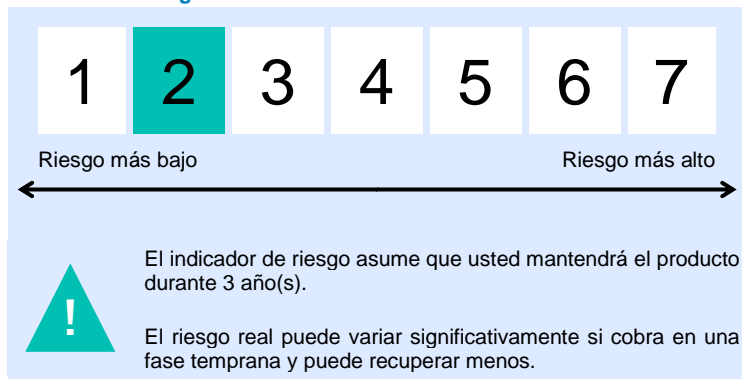 1 2 3 4 5 6 7
Riesgo más bajo Riesgo más alto
El indicador de riesgo asume que usted mantendrá el producto
durante 3 año(s).
!
El riesgo real puede variar significativamente si cobra en una
fase temprana y puede recuperar menos.